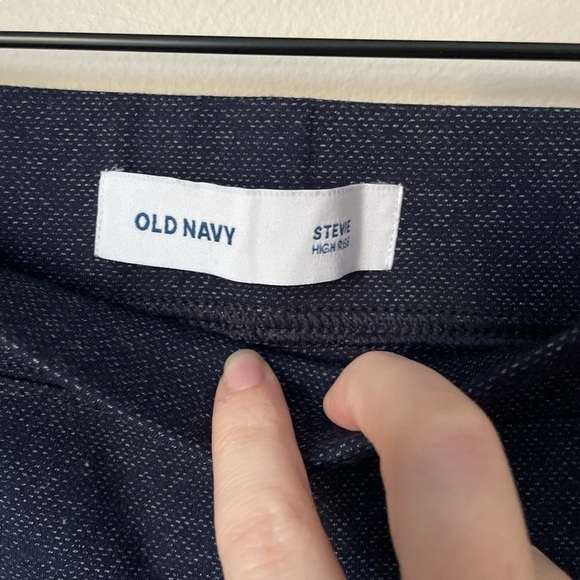 OLD NAVY
STEVIE
HIGH RISE